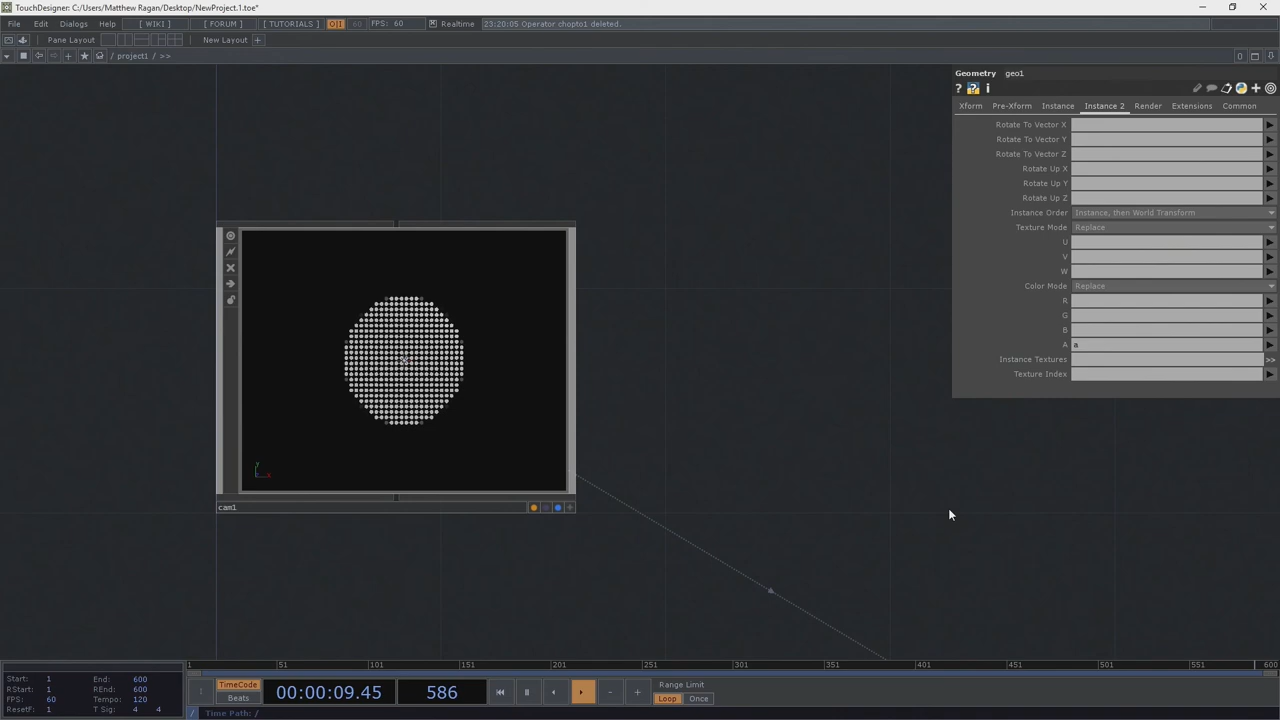 TouchDesigner: C:/Users/Matthew Ragan/Desktop/NewProject.1.toe*
File Edit Dialogs Help [ WIKI ] [ FORUM ] [ TUTORIALS ] O|I 60 FPS: 60 Realtime 23:20:05 Operator chopto1 deleted.
Pane Layout New Layout +
/ project1 / >> 0
Geometry geo1
? ? i
Xform Pre-Xform Instance Instance 2 Render Extensions Common
Rotate To Vector X
Rotate To Vector Y
Rotate To Vector Z
Rotate Up X
Rotate Up Y
Rotate Up Z
Instance Order Instance, then World Transform
Texture Mode Replace
U
V
W
Color Mode Replace
R
G
B
A a
Instance Textures >>
Texture Index
y
x
cam1
1 51 101 151 201 251 301 351 401 451 501 551 600
Start: 1 End: 600
RStart: 1 REnd: 600
FPS: 60 Tempo: 120
ResetF: 1 T Sig: 4 4
TimeCode
Beats
00:00:09.45 586
Range Limit
Loop Once
/ Time Path: /